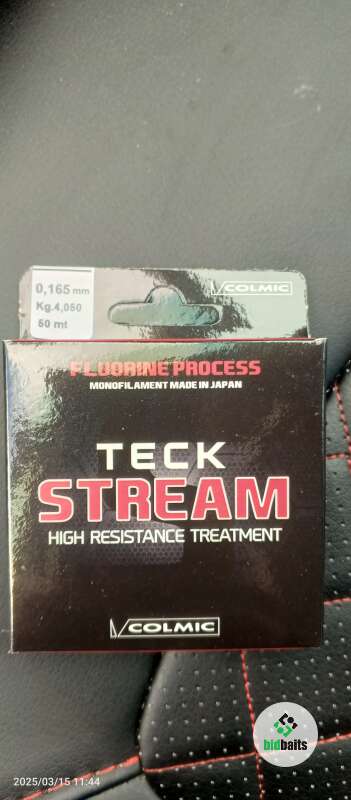 0,165 mm
Kg.4,050
50 mt
COLMIC
FLUORINE PROCESS
MONOFILAMENT MADE IN JAPAN
TECK
STREAM
HIGH RESISTANCE TREATMENT
COLMIC
bidbaits
2025/03/15 11:44